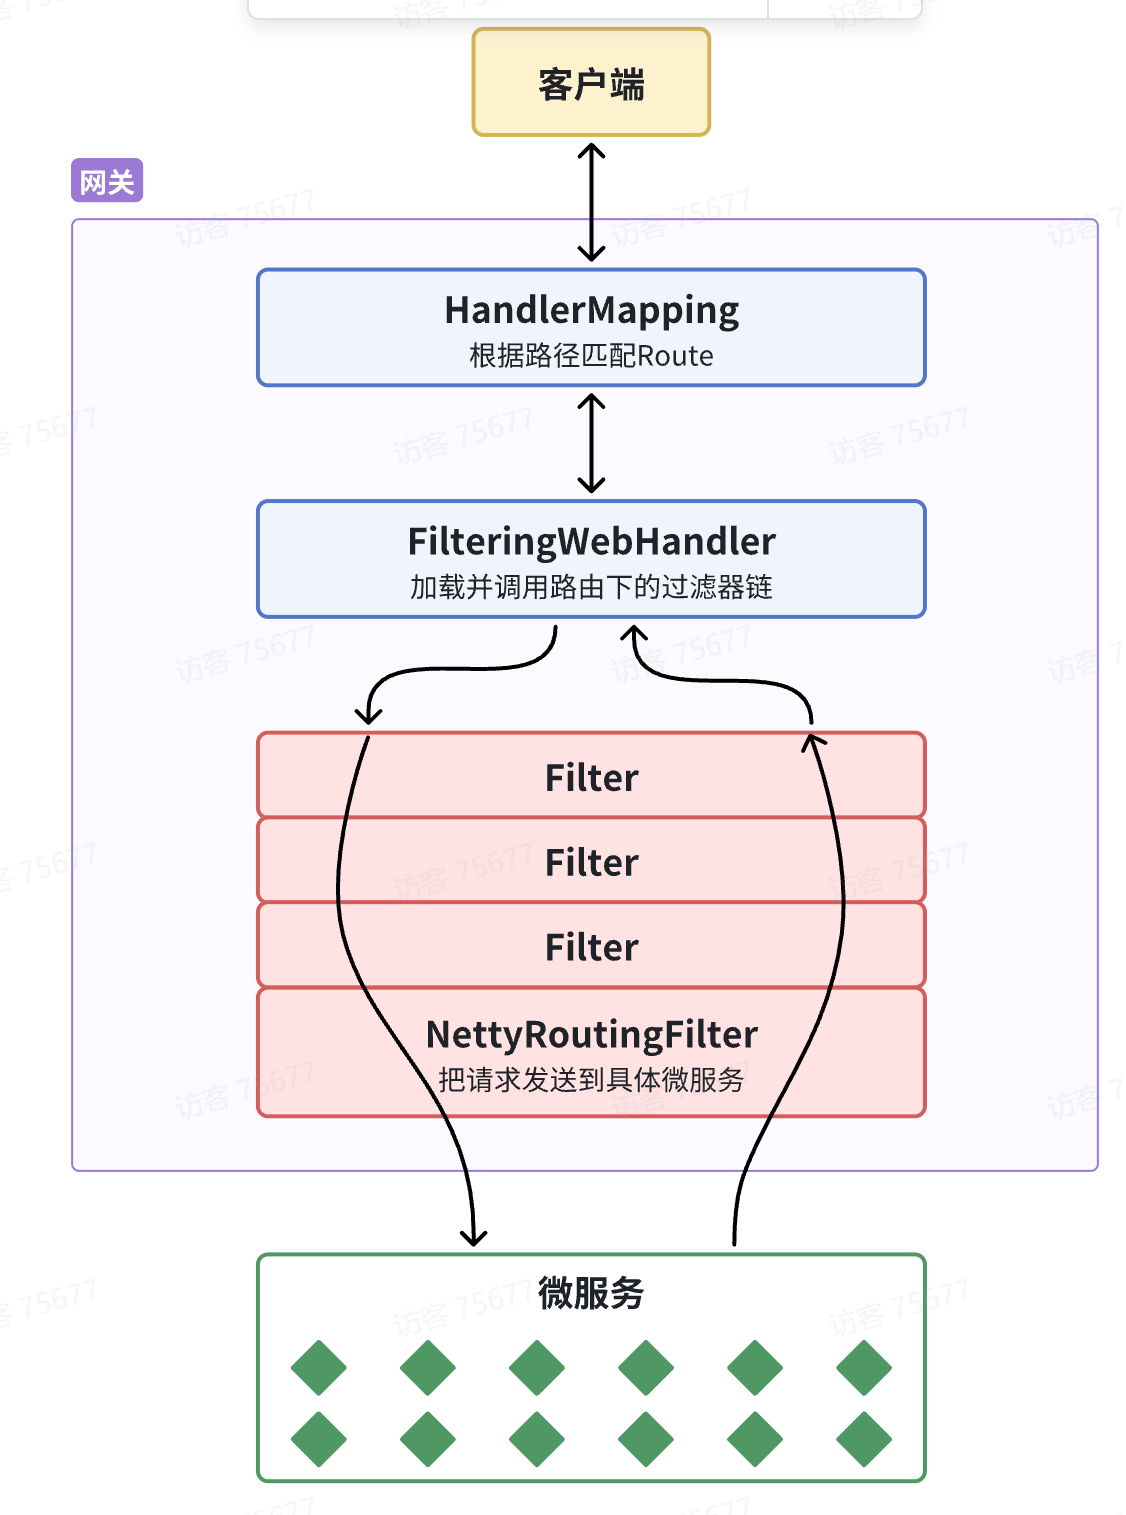 客户端
网关
HandlerMapping
根据路径匹配Route
FilteringWebHandler
加载并调用路由下的过滤器链
Filter
Filter
Filter
NettyRoutingFilter
把请求发送到具体微服务
微服务
访客 75677